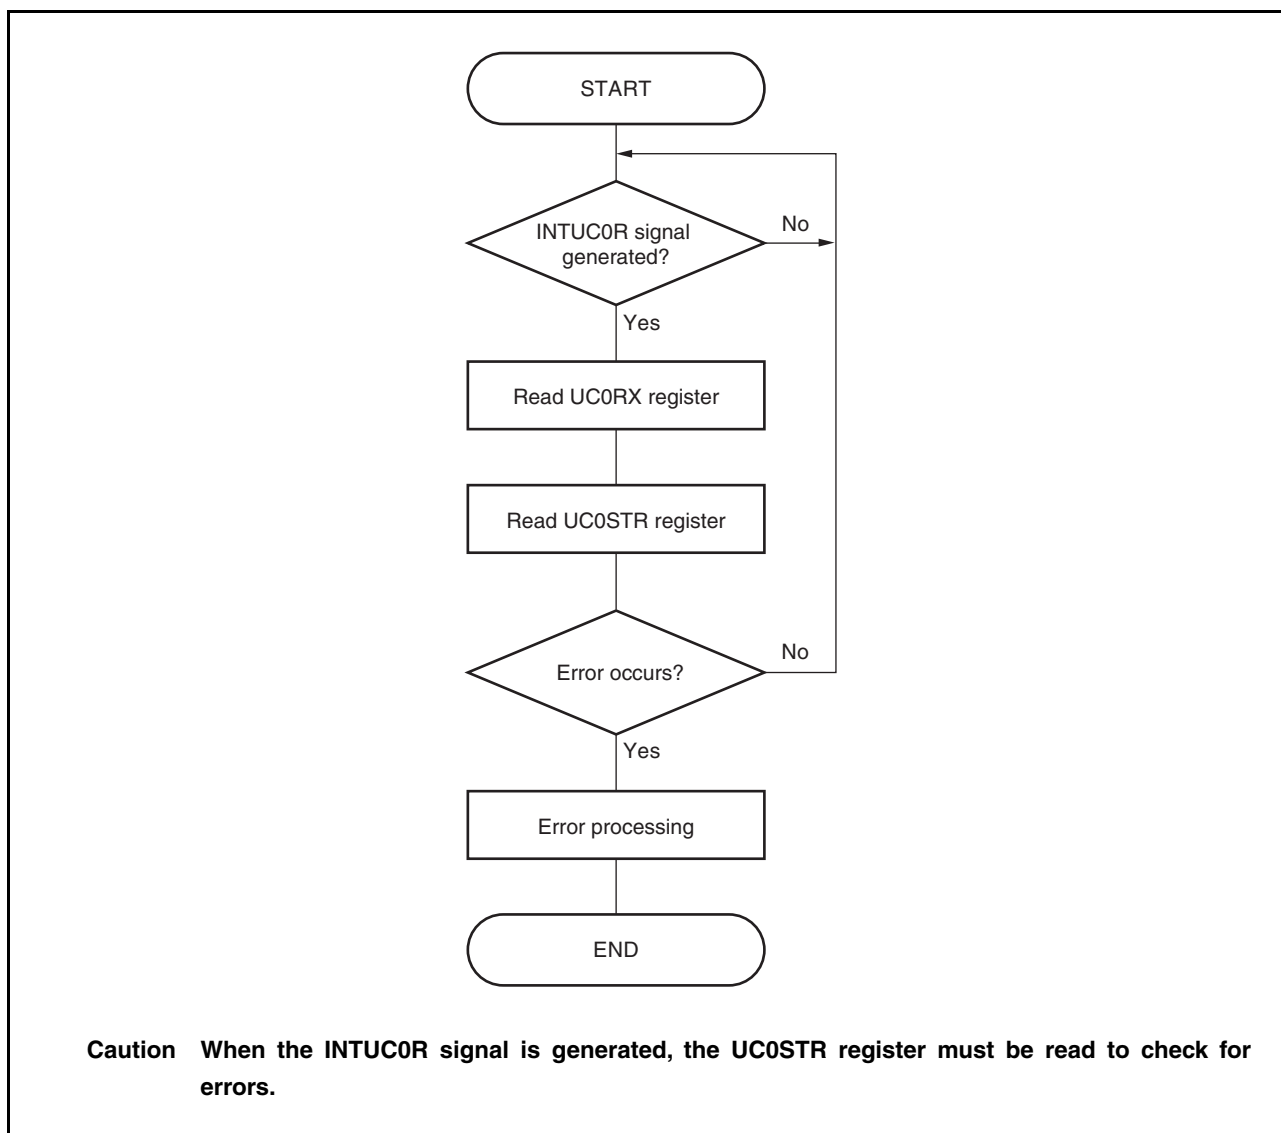 START
INTUC0R signal
generated?
No
Yes
Read UC0RX register
Read UC0STR register
Error occurs?
No
Yes
Error processing
END
Caution When the INTUC0R signal is generated, the UC0STR register must be read to check for
errors.